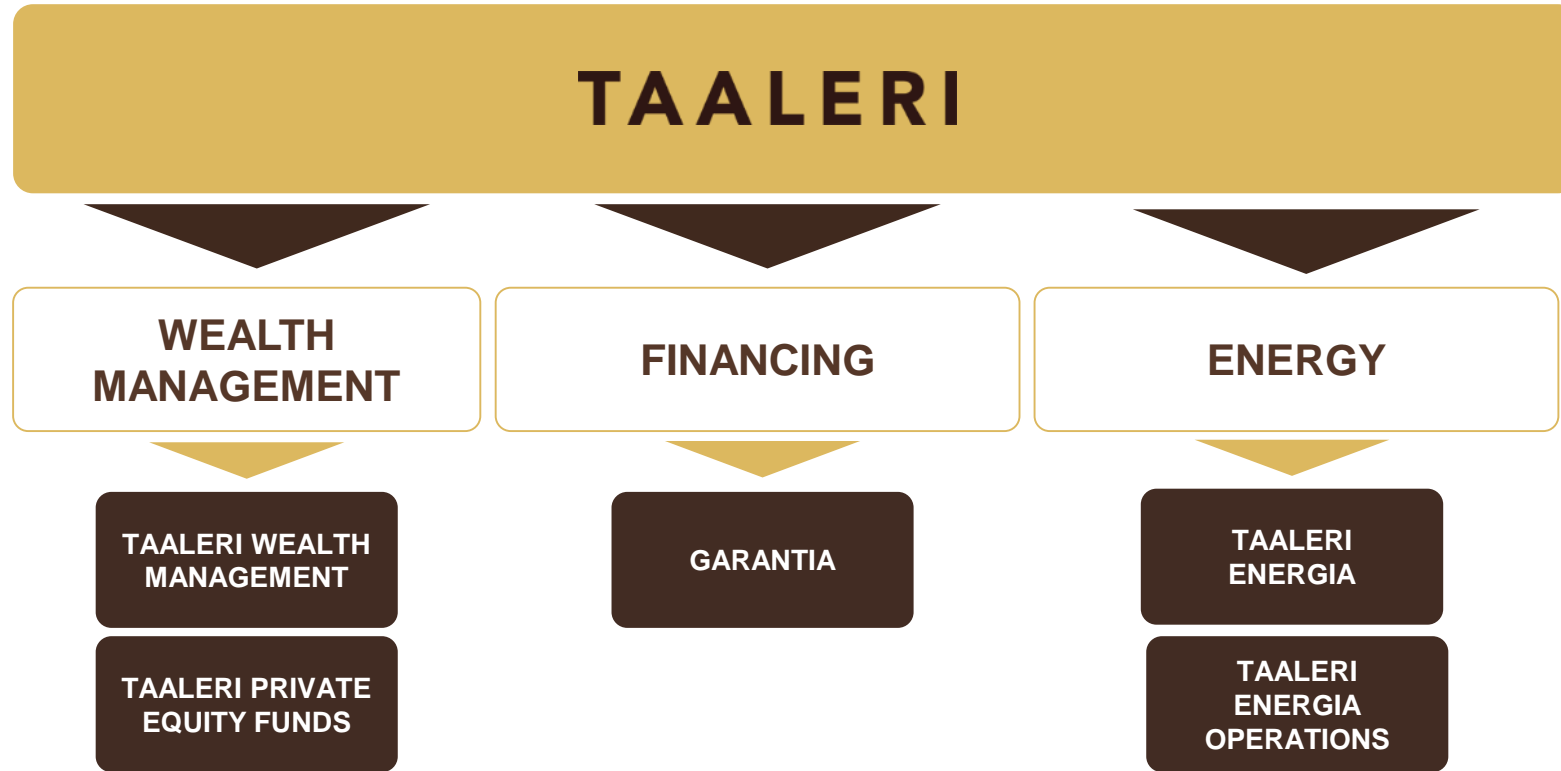 TAALERI
WEALTH
MANAGEMENT
FINANCING
ENERGY
TAALERI WEALTH
MANAGEMENT
GARANTIA
TAALERI
ENERGIA
TAALERI PRIVATE
EQUITY FUNDS
TAALERI
ENERGIA
OPERATIONS